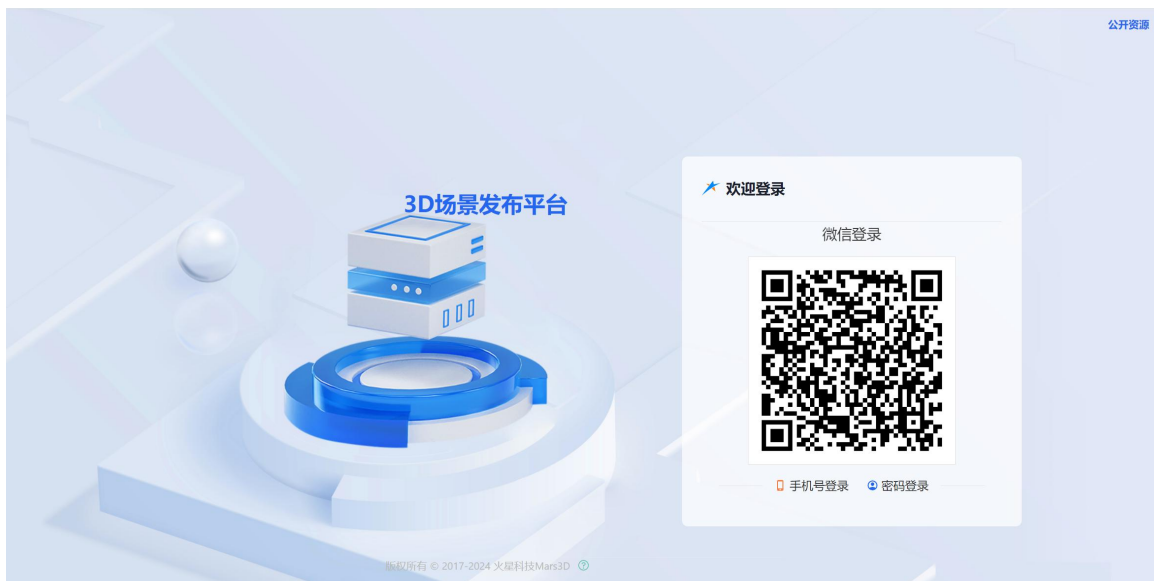 公开资源
3D场景发布平台
欢迎登录
微信登录
手机号登录
密码登录
版权所有 © 2017-2024 火星科技Mars3D